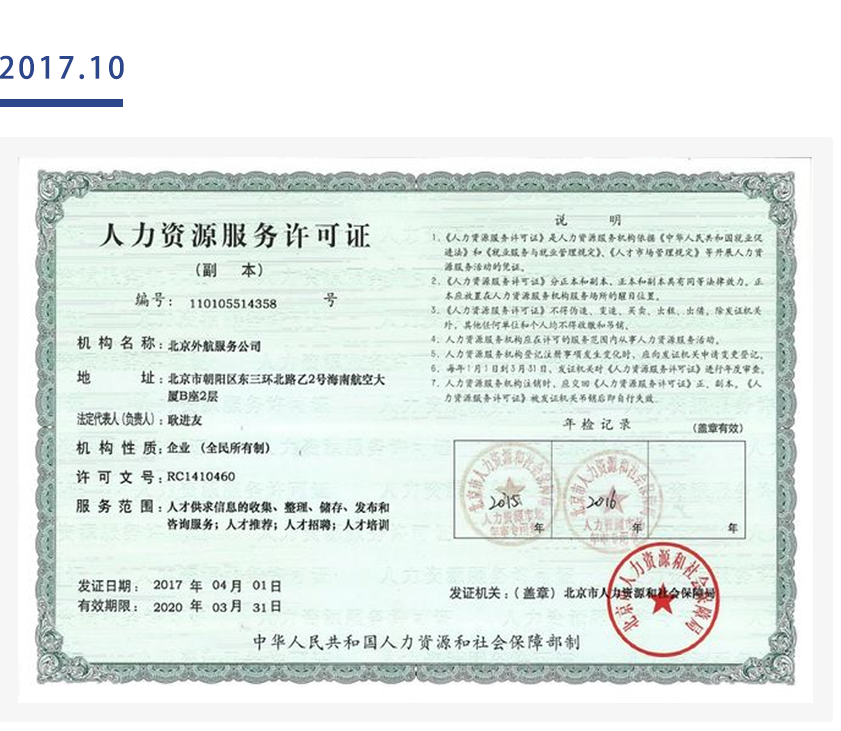 2017.10
人力资源服务许可证
(副 本)
编号: 110105514358 号
机构名称:北京外航服务公司
地 址:北京市朝阳区东三环北路乙2号海南航空大
厦B座2层
法定代表人(负责人):耿进友
机构性质:企业 (全民所有制)
许可文号:RC1410460
服务范围:人才供求信息的收集、整理、储存、发布和
咨询服务;人才推荐;人才招聘;人才培训
发证日期: 2017 年 04 月 01 日
有效期限: 2020 年 03 月 31 日
说 明
1、《人力资源服务许可证》是人力资源服务机构依据《中华人民共和国就业促
进法》和《就业服务与就业管理规定》、《人才市场管理规定》等开展人力资
源服务活动的凭证。
2、《人力资源服务许可证》分正本和副本。正本和副本具有同等法律效力。正
本应放置在人力资源服务机构服务场所的醒目位置。
3、《人力资源服务许可证》不得伪造、变造、买卖、出租、出借。除发证机关
外,其他任何单位和个人均不得收缴和吊销。
4、人力资源服务机构应在许可的服务范围内从事人力资源服务活动。
5、人力资源服务机构登记注册事项发生变化时,应向发证机关申请变更登记。
6、每年1月1日到3月31日,发证机关对《人力资源服务许可证》进行年度审查。
7、人力资源服务机构注销时,应交回《人力资源服务许可证》正、副本。《人
力资源服务许可证》被发证机关吊销后即自行失效。
年检记录 (盖章有效)
2015 年 2016 年 年
发证机关:(盖章) 北京市人力资源和社会保障局
北京市人力资源和社会保障局
中华人民共和国人力资源和社会保障部制